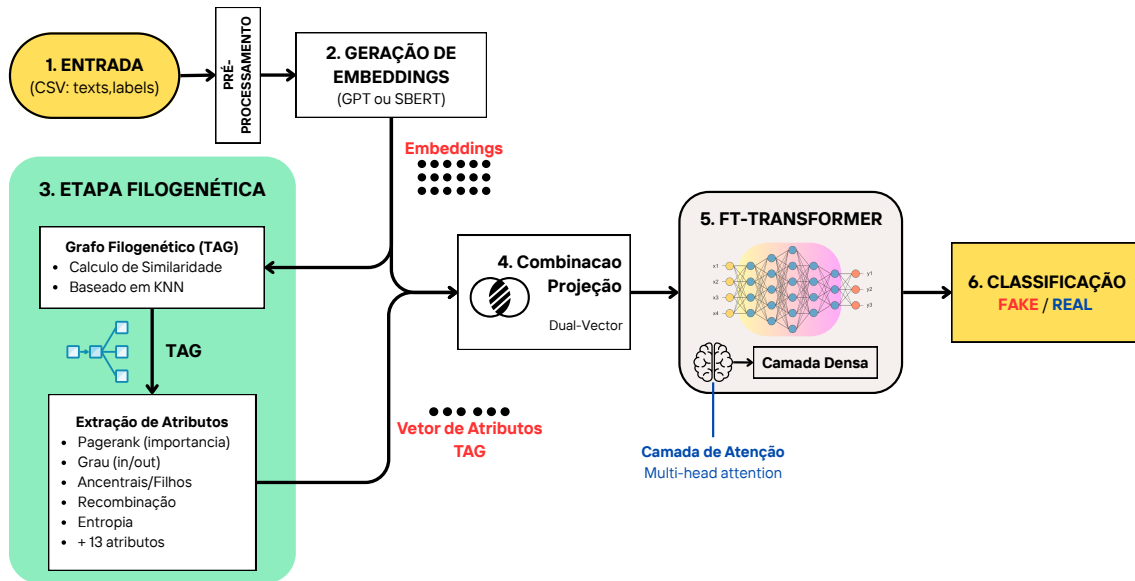 1. ENTRADA
(CSV: texts,labels)
PRÉ-
PROCESSAMENTO
2. GERAÇÃO DE
EMBEDDINGS
(GPT ou SBERT)
Embeddings
3. ETAPA FILOGENÉTICA
Grafo Filogenético (TAG)
• Calculo de Similaridade
• Baseado em KNN
TAG
Extração de Atributos
• Pagerank (importancia)
• Grau (in/out)
• Ancentrais/Filhos
• Recombinação
• Entropia
• + 13 atributos
Vetor de Atributos
TAG
4. Combinacao
Projeção
Dual-Vector
5. FT-TRANSFORMER
x1
x2
x3
x4
y1
y2
y3
Camada Densa
Camada de Atenção
Multi-head attention
6. CLASSIFICAÇÃO
FAKE / REAL